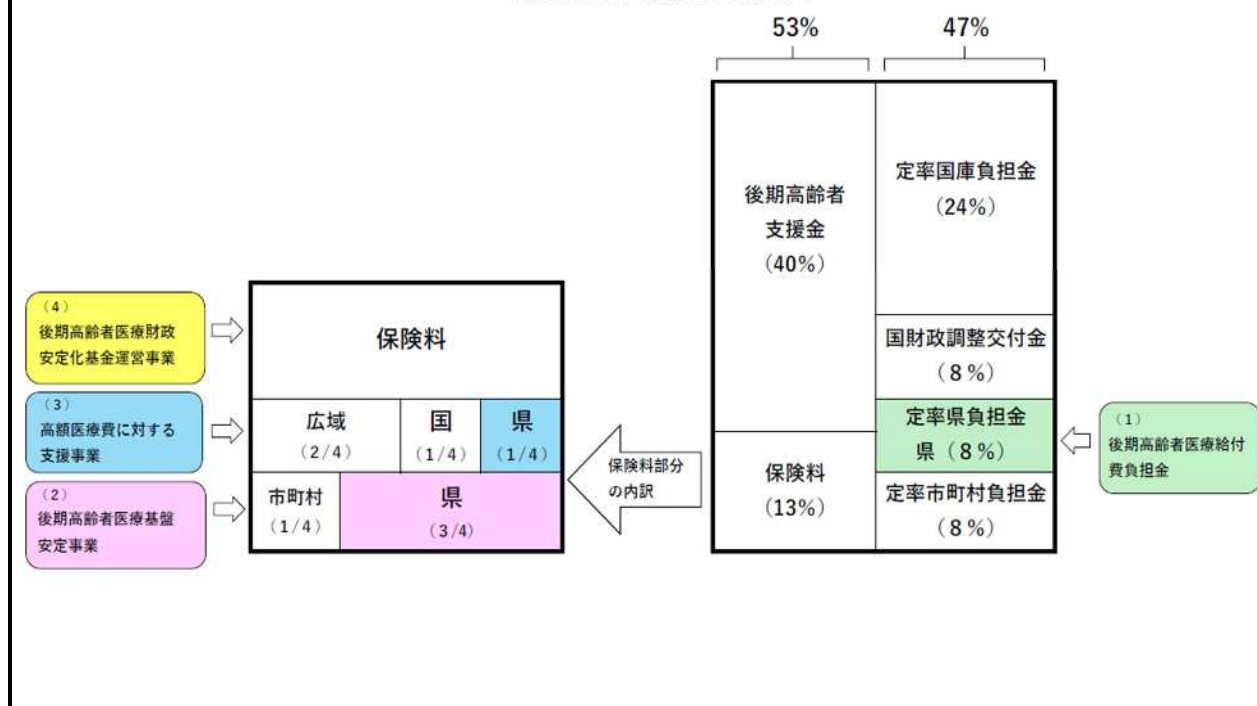 53%
47%
後期高齢者
支援金
(40%)
定率国庫負担金
(24%)
国財政調整交付金
(8%)
定率県負担金
県(8%)
保険料
(13%)
定率市町村負担金
(8%)
(1)
後期高齢者医療給付
費負担金
保険料部分
の内訳
(4)
後期高齢者医療財政
安定化基金運営事業
保険料
(3)
高額医療費に対する
支援事業
広域
(2/4)
国
(1/4)
県
(1/4)
(2)
後期高齢者医療基盤
安定事業
市町村
(1/4)
県
(3/4)